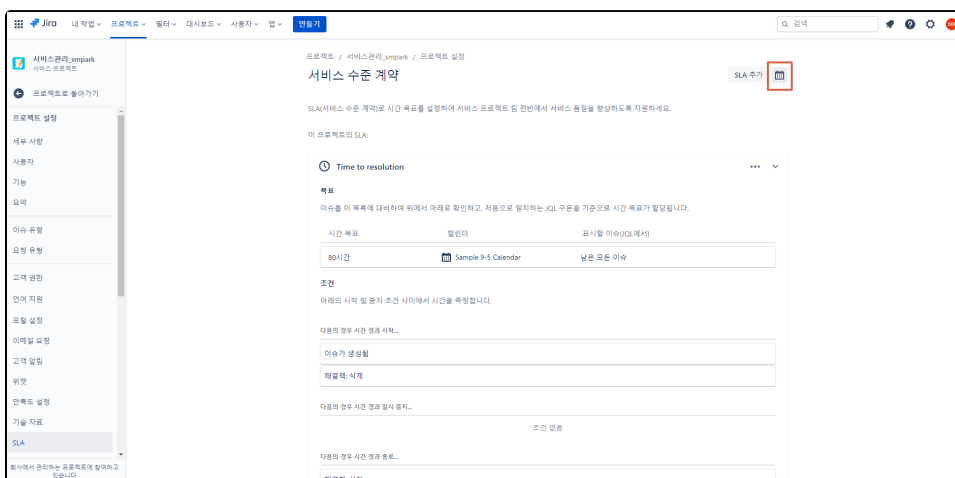 Jira 내 작업 프로젝트 필터 대시보드 사용자 앱 만들기 검색
서비스관리_smpark
서비스 프로젝트
프로젝트로 돌아가기
프로젝트 설정
세부 사항
사용자
기능
요약
이슈 유형
요청 유형
고객 권한
언어 지원
포털 설정
이메일 요청
고객 알림
위젯
만족도 설정
기술 자료
SLA
회사에서 관리하는 프로젝트에 참여하고
있습니다
프로젝트 / 서비스관리_smpark / 프로젝트 설정
서비스 수준 계약
SLA 추가
SLA(서비스 수준 계약)로 시간 목표를 설정하여 서비스 프로젝트 팀 전반에서 서비스 품질을 향상하도록 지원하세요.
이 프로젝트의 SLA:
Time to resolution
목표
이슈를 이 목록에 대비하여 위에서 아래로 확인하고, 처음으로 일치하는 JQL 구문을 기준으로 시간 목표가 할당됩니다.
시간 목표 캘린더 표시할 이슈(JQL에서)
80시간 Sample 9-5 Calendar 남은 모든 이슈
조건
아래의 시작 및 중지 조건 사이에서 시간을 측정합니다.
다음의 경우 시간 경과 시작...
이슈가 생성됨
해결책: 삭제
다음의 경우 시간 경과 일시 중지...
조건 없음
다음의 경우 시간 경과 종료...